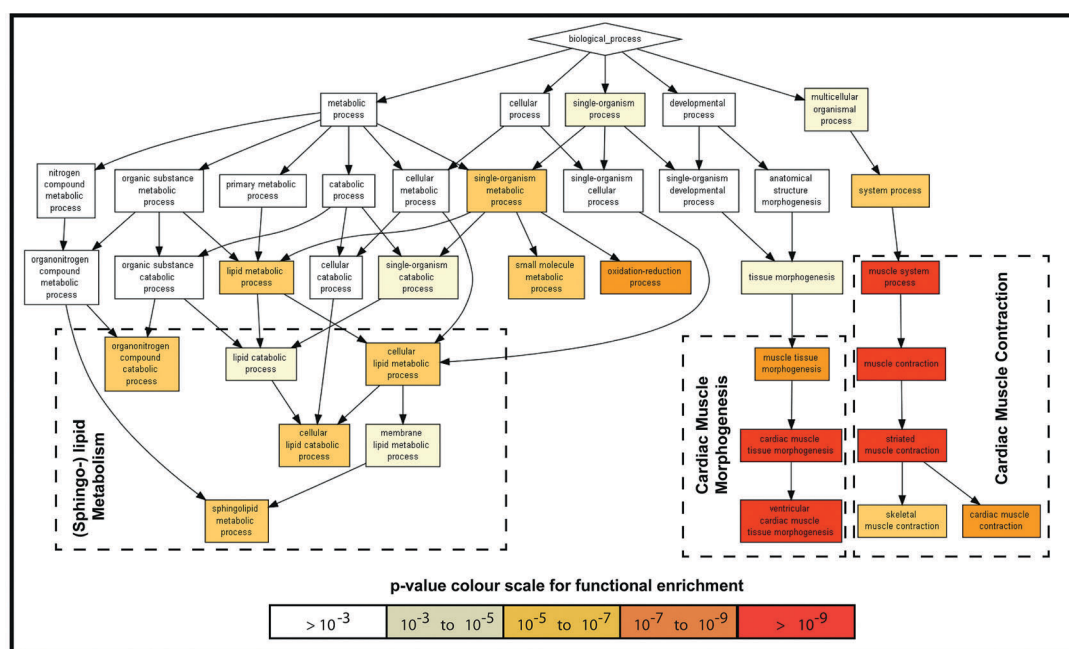 biological_process
metabolic
process
cellular
process
single-organism
process
developmental
process
multicellular
organismal
process
nitrogen
compound
metabolic
process
organic substance
metabolic
process
primary metabolic
process
catabolic
process
cellular
metabolic
process
single-organism
metabolic
process
single-organism
cellular
process
single-organism
developmental
process
anatomical
structure
morphogenesis
system process
organonitrogen
compound
metabolic
process
organic substance
catabolic
process
lipid metabolic
process
cellular
catabolic
process
single-organism
catabolic
process
small molecule
metabolic
process
oxidation-reduction
process
tissue morphogenesis
muscle system
process
organonitrogen
compound
catabolic
process
lipid catabolic
process
cellular
lipid metabolic
process
muscle tissue
morphogenesis
muscle contraction
cellular
lipid catabolic
process
membrane
lipid metabolic
process
cardiac muscle
tissue morphogenesis
striated
muscle contraction
sphingolipid
metabolic
process
ventricular
cardiac muscle
tissue morphogenesis
skeletal
muscle contraction
cardiac muscle
contraction
(Sphingo-) lipid
Metabolism
Cardiac Muscle
Morphogenesis
Cardiac Muscle Contraction
p-value colour scale for functional enrichment
> 10⁻³
10⁻³ to 10⁻⁵
10⁻⁵ to 10⁻⁷
10⁻⁷ to 10⁻⁹
> 10⁻⁹